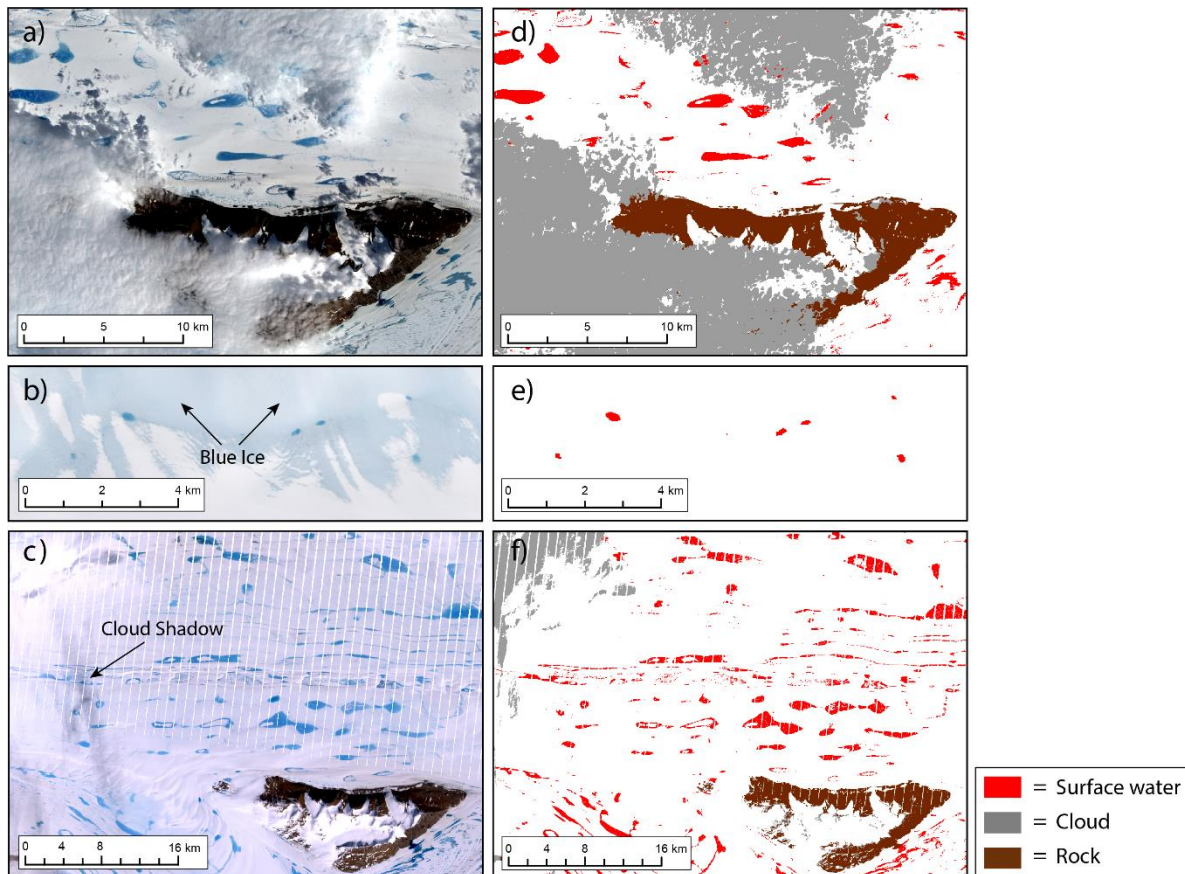 a)
0 5 10 km
d)
0 5 10 km
b)
Blue Ice
0 2 4 km
e)
0 2 4 km
c)
Cloud Shadow
0 4 8 16 km
f)
0 4 8 16 km
= Surface water
= Cloud
= Rock